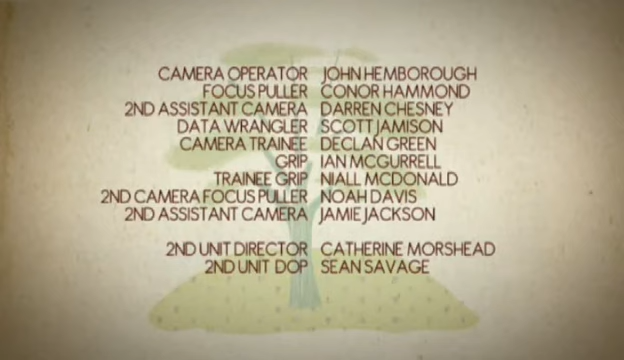 CAMERA OPERATOR JOHN HEMBOROUGH
FOCUS PULLER CONOR HAMMOND
2ND ASSISTANT CAMERA DARREN CHESNEY
DATA WRANGLER SCOTT JAMISON
CAMERA TRAINEE DECLAN GREEN
GRIP IAN MCGURRELL
TRAINEE GRIP NIALL MCDONALD
2ND CAMERA FOCUS PULLER NOAH DAVIS
2ND ASSISTANT CAMERA JAMIE JACKSON
2ND UNIT DIRECTOR CATHERINE MORSHEAD
2ND UNIT DOP SEAN SAVAGE